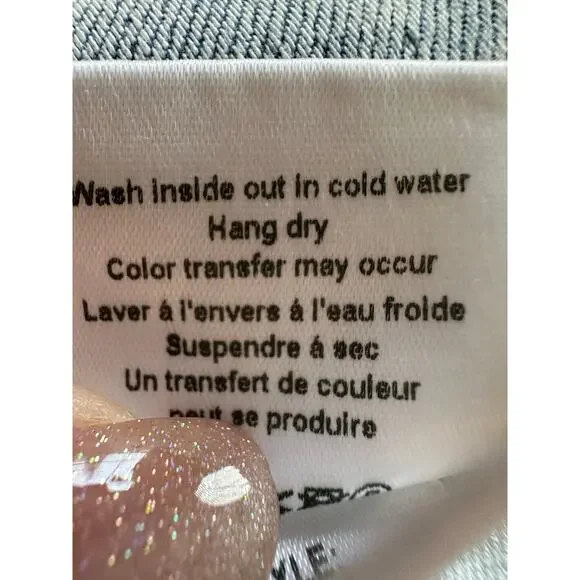 Wash inside out in cold water
Hang dry
Color transfer may occur
Laver á l'envers á l'eau froide
Suspendre á sec
Un transfert de couleur
peut se produire